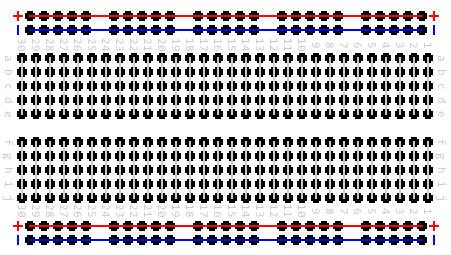 + +
30 29 28 27 26 25 24 23 22 21 20 19 18 17 16 15 14 13 12 11 10 9 8 7 6 5 4 3 2 1
a a
b b
c c
d d
e e
f f
g g
h h
i i
j j
30 29 28 27 26 25 24 23 22 21 20 19 18 17 16 15 14 13 12 11 10 9 8 7 6 5 4 3 2 1
+ +